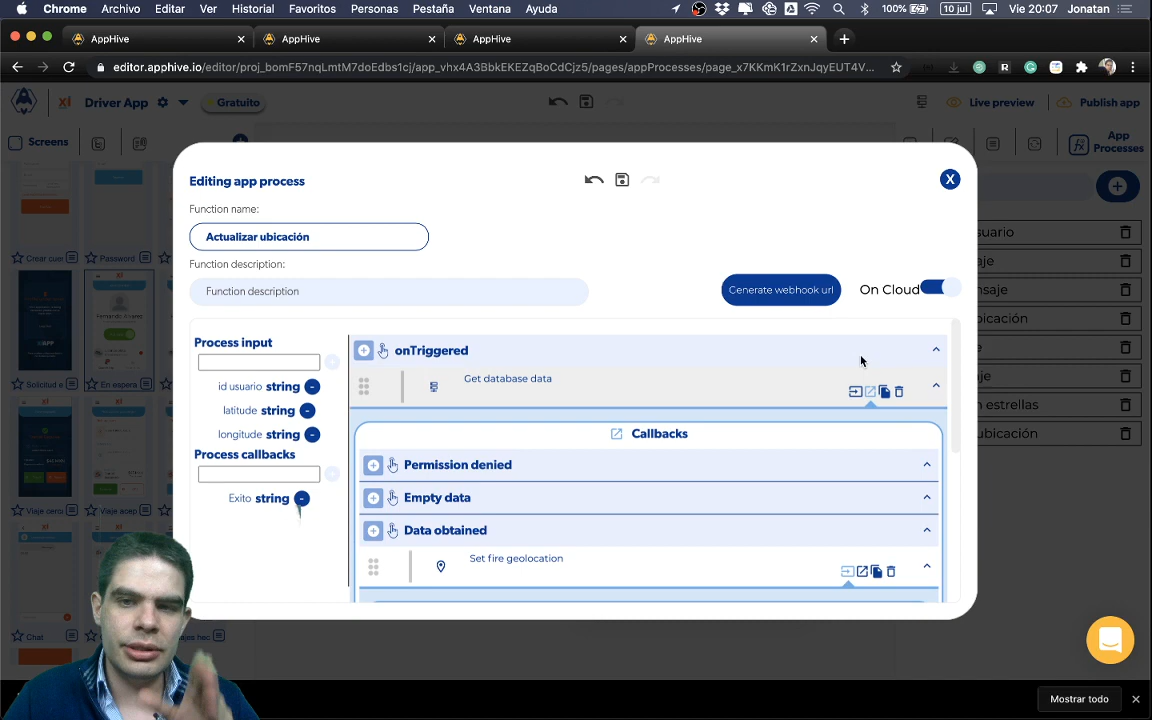 Chrome Archivo Editar Ver Historial Favoritos Personas Pestaña Ventana Ayuda 100% 10 jul Vie 20:07 Jonatan
AppHive AppHive AppHive AppHive
editor.apphive.io/editor/proj_bomF57nqLmtM7doEdbs1cj/app_vhx4A3BbkEKEZqBoCdCjz5/pages/appProcesses/page_x7KKmK1rZxnJqyEUT4V...
Driver App Gratuito Live preview Publish app
Screens App Processes
Editing app process X
Function name:
Actualizar ubicación
Function description:
Function description Generate webhook url On Cloud
Process input
onTriggered
Get database data
id usuario string
latitude string
longitude string
Callbacks
Process callbacks
Permission denied
Exito string
Empty data
Data obtained
Set fire geolocation
suario
aje
nsaje
bicación
aje
n estrellas
ubicación
Crear cuen
Password
Solicitud e
En espera
Viaje cerc
Viaje acep
Chat
Mostrar todo